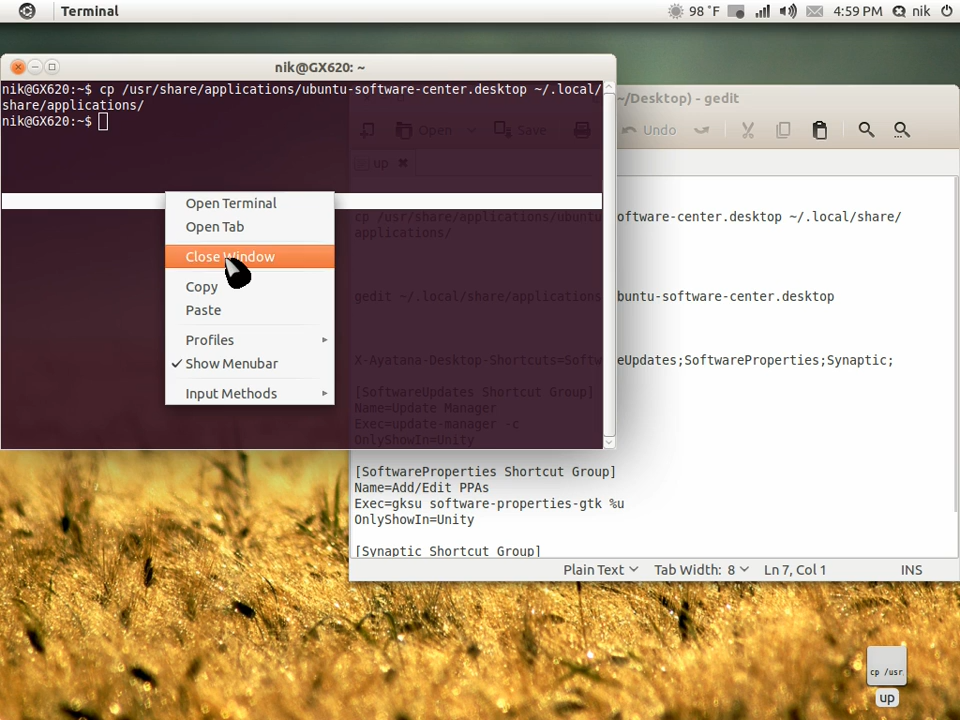 Terminal
98 °F
4:59 PM
nik
nik@GX620: ~
nik@GX620:~$ cp /usr/share/applications/ubuntu-software-center.desktop ~/.local/
share/applications/
nik@GX620:~$
Open Terminal
Open Tab
Close Window
Copy
Paste
Profiles
Show Menubar
Input Methods
~/Desktop) - gedit
Open
Save
Undo
up
cp /usr/share/applications/ubuntu-software-center.desktop ~/.local/share/
applications/
gedit ~/.local/share/applications/ubuntu-software-center.desktop
X-Ayatana-Desktop-Shortcuts=SoftwareUpdates;SoftwareProperties;Synaptic;
[SoftwareUpdates Shortcut Group]
Name=Update Manager
Exec=update-manager -c
OnlyShowIn=Unity
[SoftwareProperties Shortcut Group]
Name=Add/Edit PPAs
Exec=gksu software-properties-gtk %u
OnlyShowIn=Unity
[Synaptic Shortcut Group]
Plain Text
Tab Width: 8
Ln 7, Col 1
INS
cp /usr
up